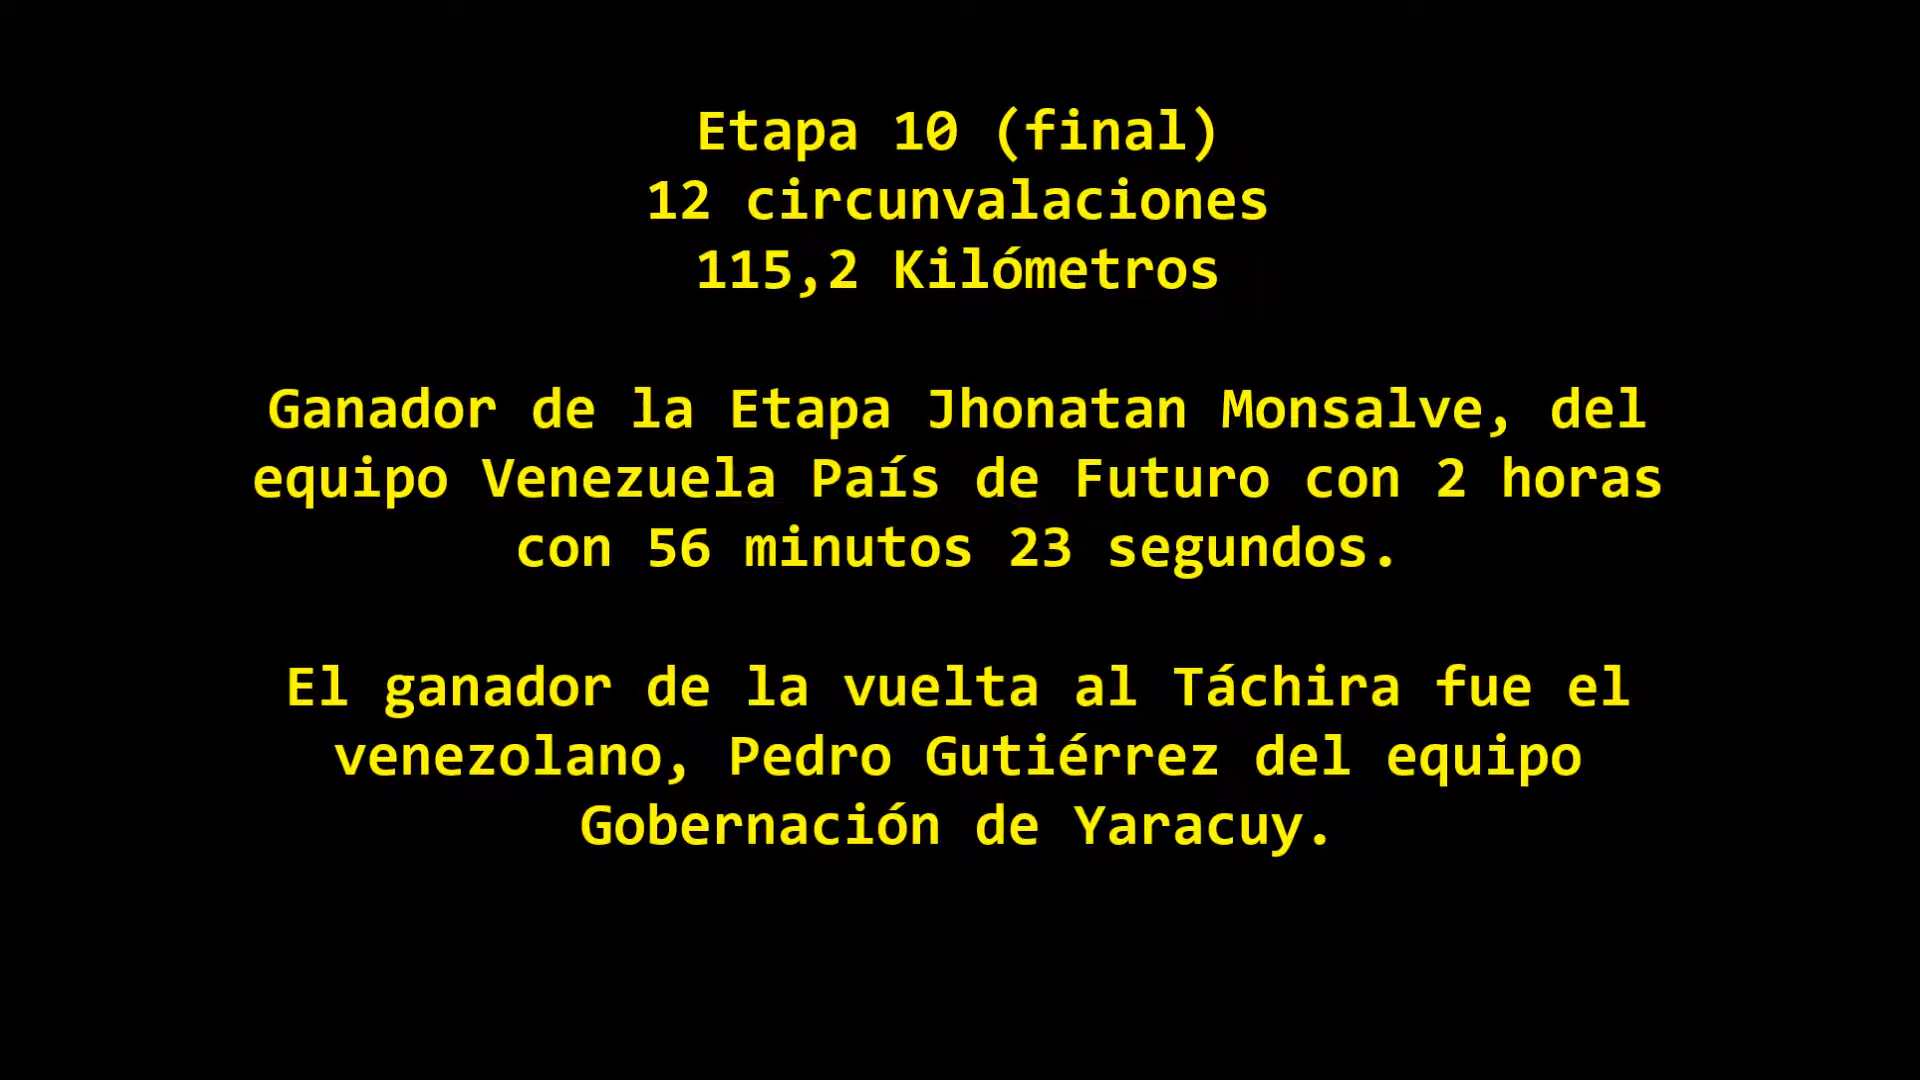 Etapa 10 (final)
12 circunvalaciones
115,2 Kilómetros
Ganador de la Etapa Jhonatan Monsalve, del
equipo Venezuela País de Futuro con 2 horas
con 56 minutos 23 segundos.
El ganador de la vuelta al Táchira fue el
venezolano, Pedro Gutiérrez del equipo
Gobernación de Yaracuy.